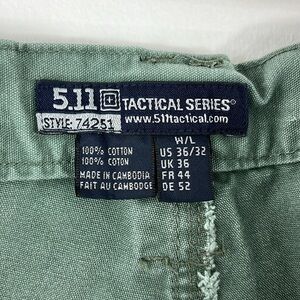 5.11 TACTICAL SERIES®
STYLE: 74251 www.511tactical.com
100% COTTON
100% COTON
MADE IN CAMBODIA
FAIT AU CAMBODGE
W/L
US 36/32
UK 36
FR 44
DE 52